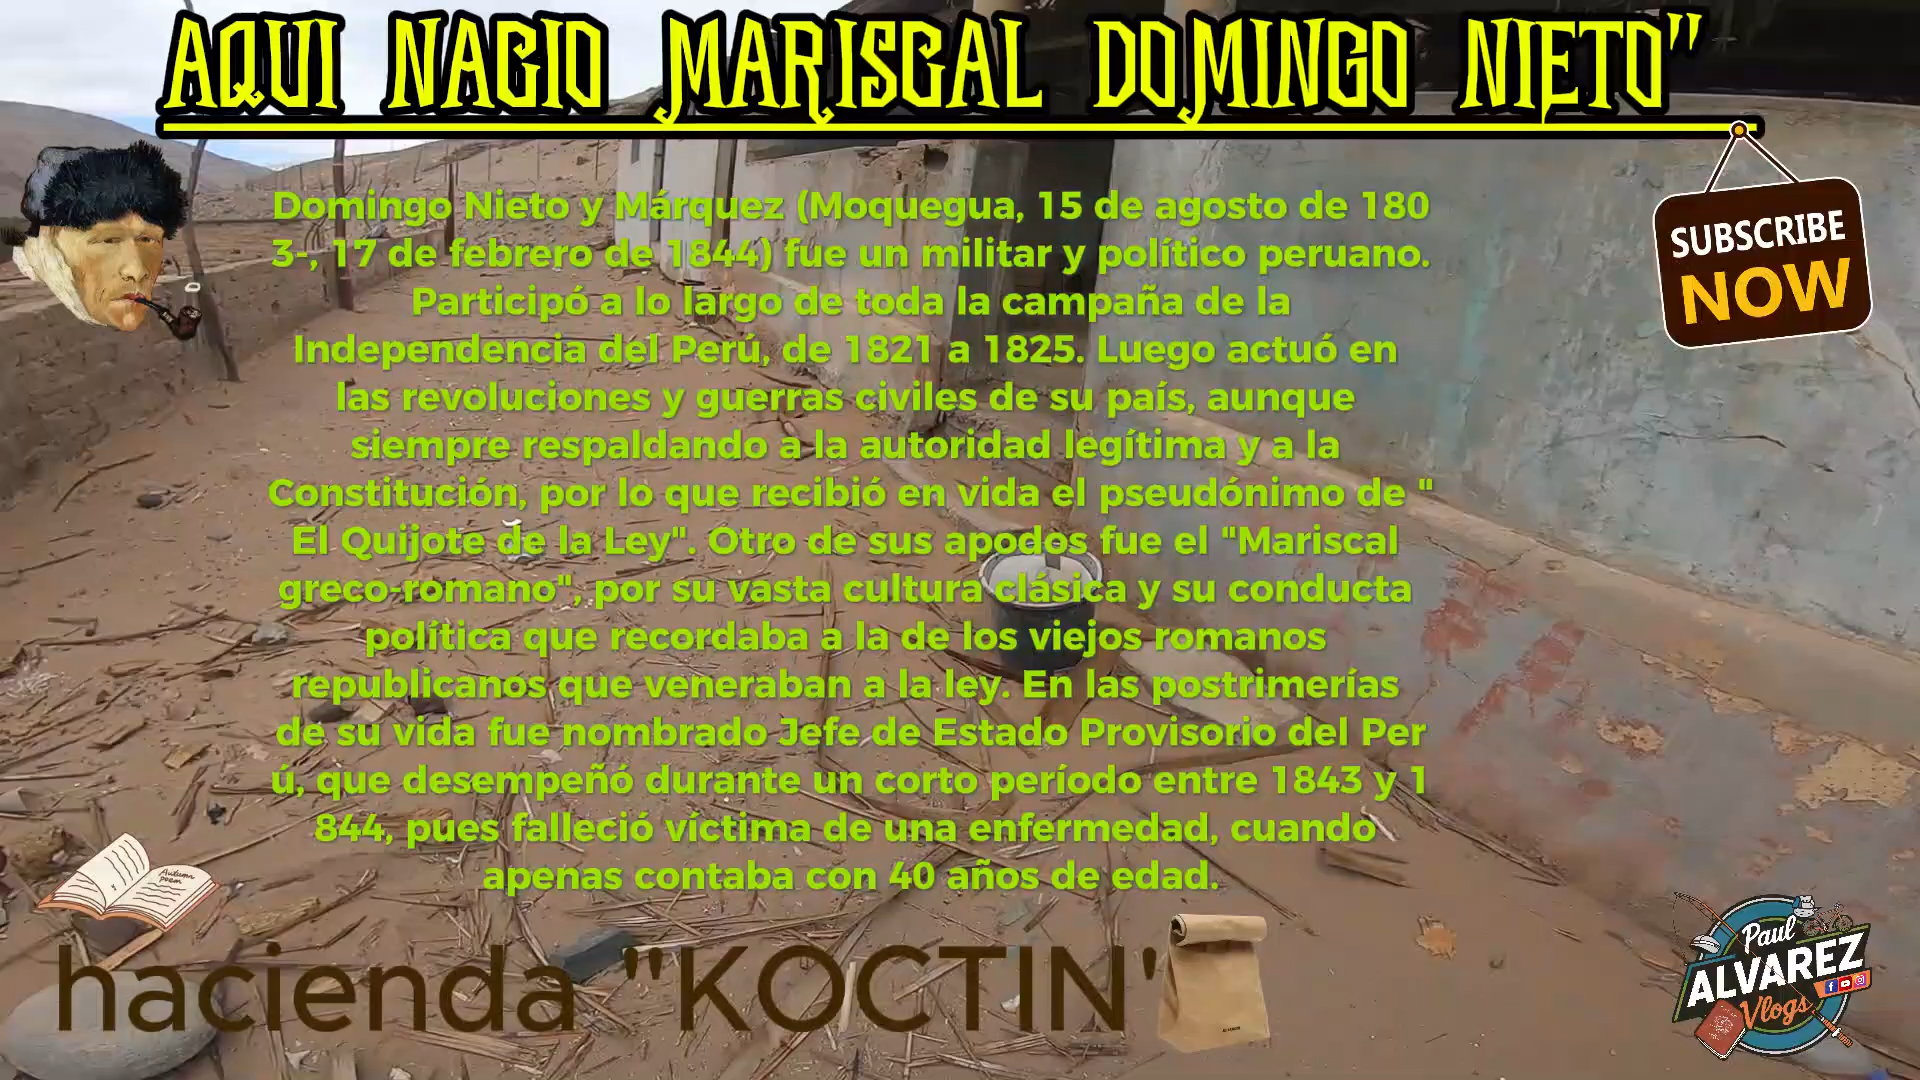 AQUI NACIO MARISCAL DOMINGO NIETO"
SUBSCRIBE
NOW
Domingo Nieto y Márquez (Moquegua, 15 de agosto de 180
3-, 17 de febrero de 1844) fue un militar y político peruano.
Participó a lo largo de toda la campaña de la
Independencia del Perú, de 1821 a 1825. Luego actuó en
las revoluciones y guerras civiles de su país, aunque
siempre respaldando a la autoridad legítima y a la
Constitución, por lo que recibió en vida el pseudónimo de "
El Quijote de la Ley". Otro de sus apodos fue el "Mariscal
greco-romano", por su vasta cultura clásica y su conducta
política que recordaba a la de los viejos romanos
republicanos que veneraban a la ley. En las postrimerías
de su vida fue nombrado Jefe de Estado Provisorio del Per
ú, que desempeñó durante un corto período entre 1843 y 1
844, pues falleció víctima de una enfermedad, cuando
apenas contaba con 40 años de edad.
Autumn
poem
hacienda "KOCTIN"
Paul
ALVAREZ
Vlogs